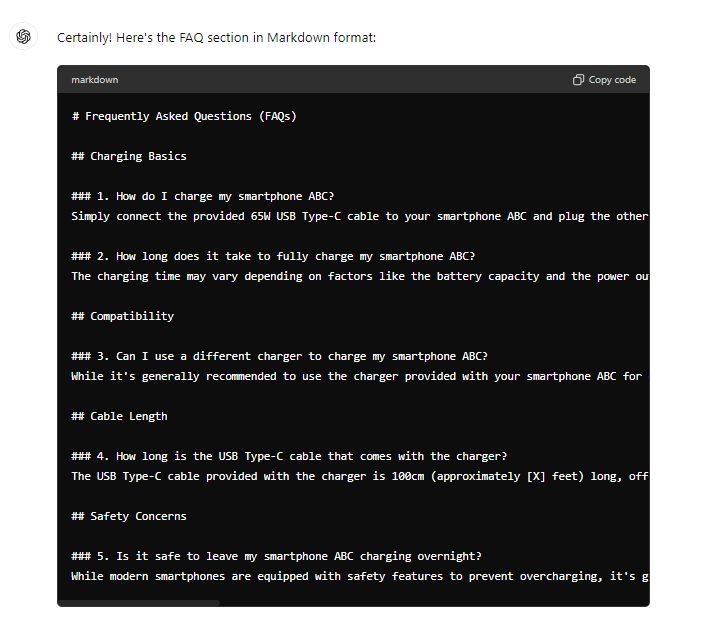 Certainly! Here's the FAQ section in Markdown format:
markdown
Copy code
# Frequently Asked Questions (FAQs)
## Charging Basics
### 1. How do I charge my smartphone ABC?
Simply connect the provided 65W USB Type-C cable to your smartphone ABC and plug the other
### 2. How long does it take to fully charge my smartphone ABC?
The charging time may vary depending on factors like the battery capacity and the power ou
## Compatibility
### 3. Can I use a different charger to charge my smartphone ABC?
While it's generally recommended to use the charger provided with your smartphone ABC for
## Cable Length
### 4. How long is the USB Type-C cable that comes with the charger?
The USB Type-C cable provided with the charger is 100cm (approximately [X] feet) long, off
## Safety Concerns
### 5. Is it safe to leave my smartphone ABC charging overnight?
While modern smartphones are equipped with safety features to prevent overcharging, it's g